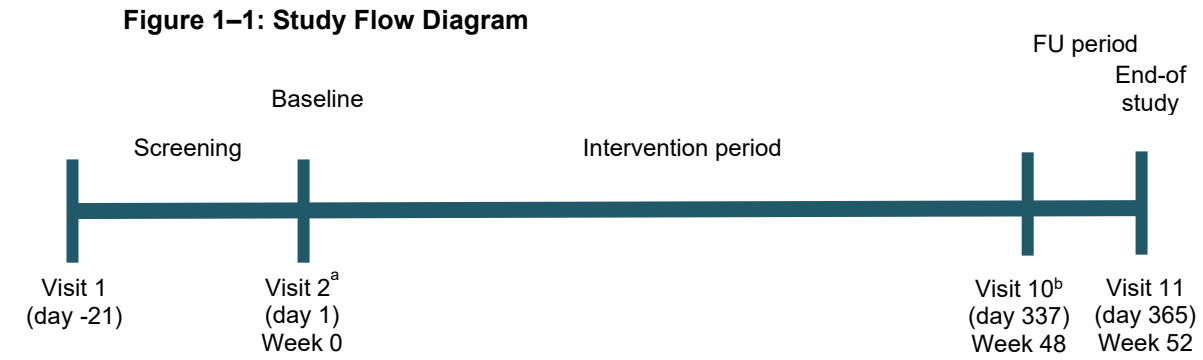 Figure 1–1: Study Flow Diagram
FU period
End-of
study
Baseline
Screening
Intervention period
Visit 1
(day -21)
Visit 2ᵃ
(day 1)
Week 0
Visit 10ᵇ
(day 337)
Week 48
Visit 11
(day 365)
Week 52